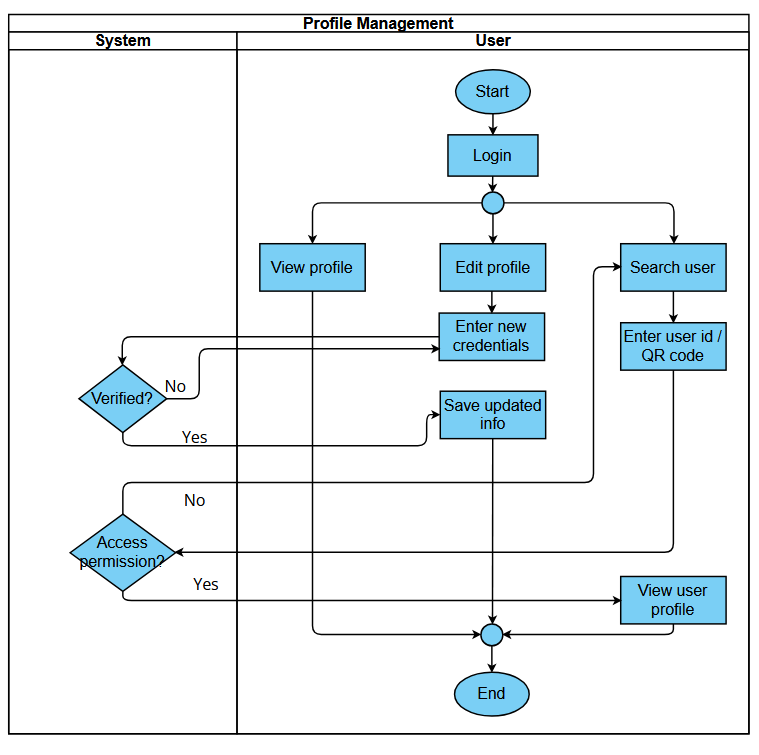 Profile Management
System
User
Start
Login
View profile
Edit profile
Search user
Enter new
credentials
Enter user id /
QR code
Verified?
No
Save updated
info
Yes
No
Access
permission?
Yes
View user
profile
End